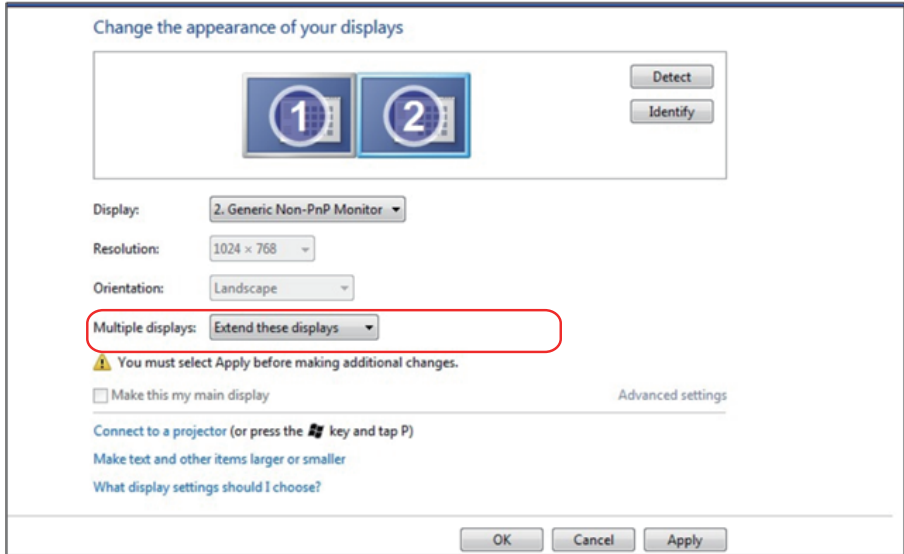 Change the appearance of your displays
1 2
Detect
Identify
Display: 2. Generic Non-PnP Monitor
Resolution: 1024 × 768
Orientation: Landscape
Multiple displays: Extend these displays
You must select Apply before making additional changes.
Make this my main display Advanced settings
Connect to a projector (or press the key and tap P)
Make text and other items larger or smaller
What display settings should I choose?
OK Cancel Apply